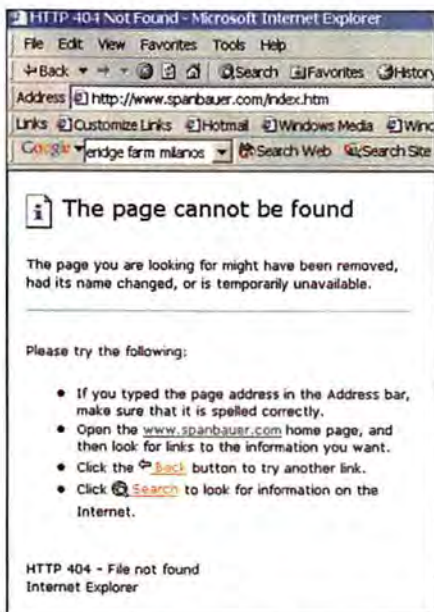 HTTP 404 Not Found - Microsoft Internet Explorer
File Edit View Favorites Tools Help
Back Search Favorites History
Address http://www.spanbauer.com/index.htm
Links Customize Links Hotmail Windows Media Wind
Google eridge farm milanos Search Web Search Site
The page cannot be found
The page you are looking for might have been removed,
had its name changed, or is temporarily unavailable.
Please try the following:
• If you typed the page address in the Address bar,
make sure that it is spelled correctly.
• Open the www.spanbauer.com home page, and
then look for links to the information you want.
• Click the Back button to try another link.
• Click Search to look for information on the
Internet.
HTTP 404 - File not found
Internet Explorer